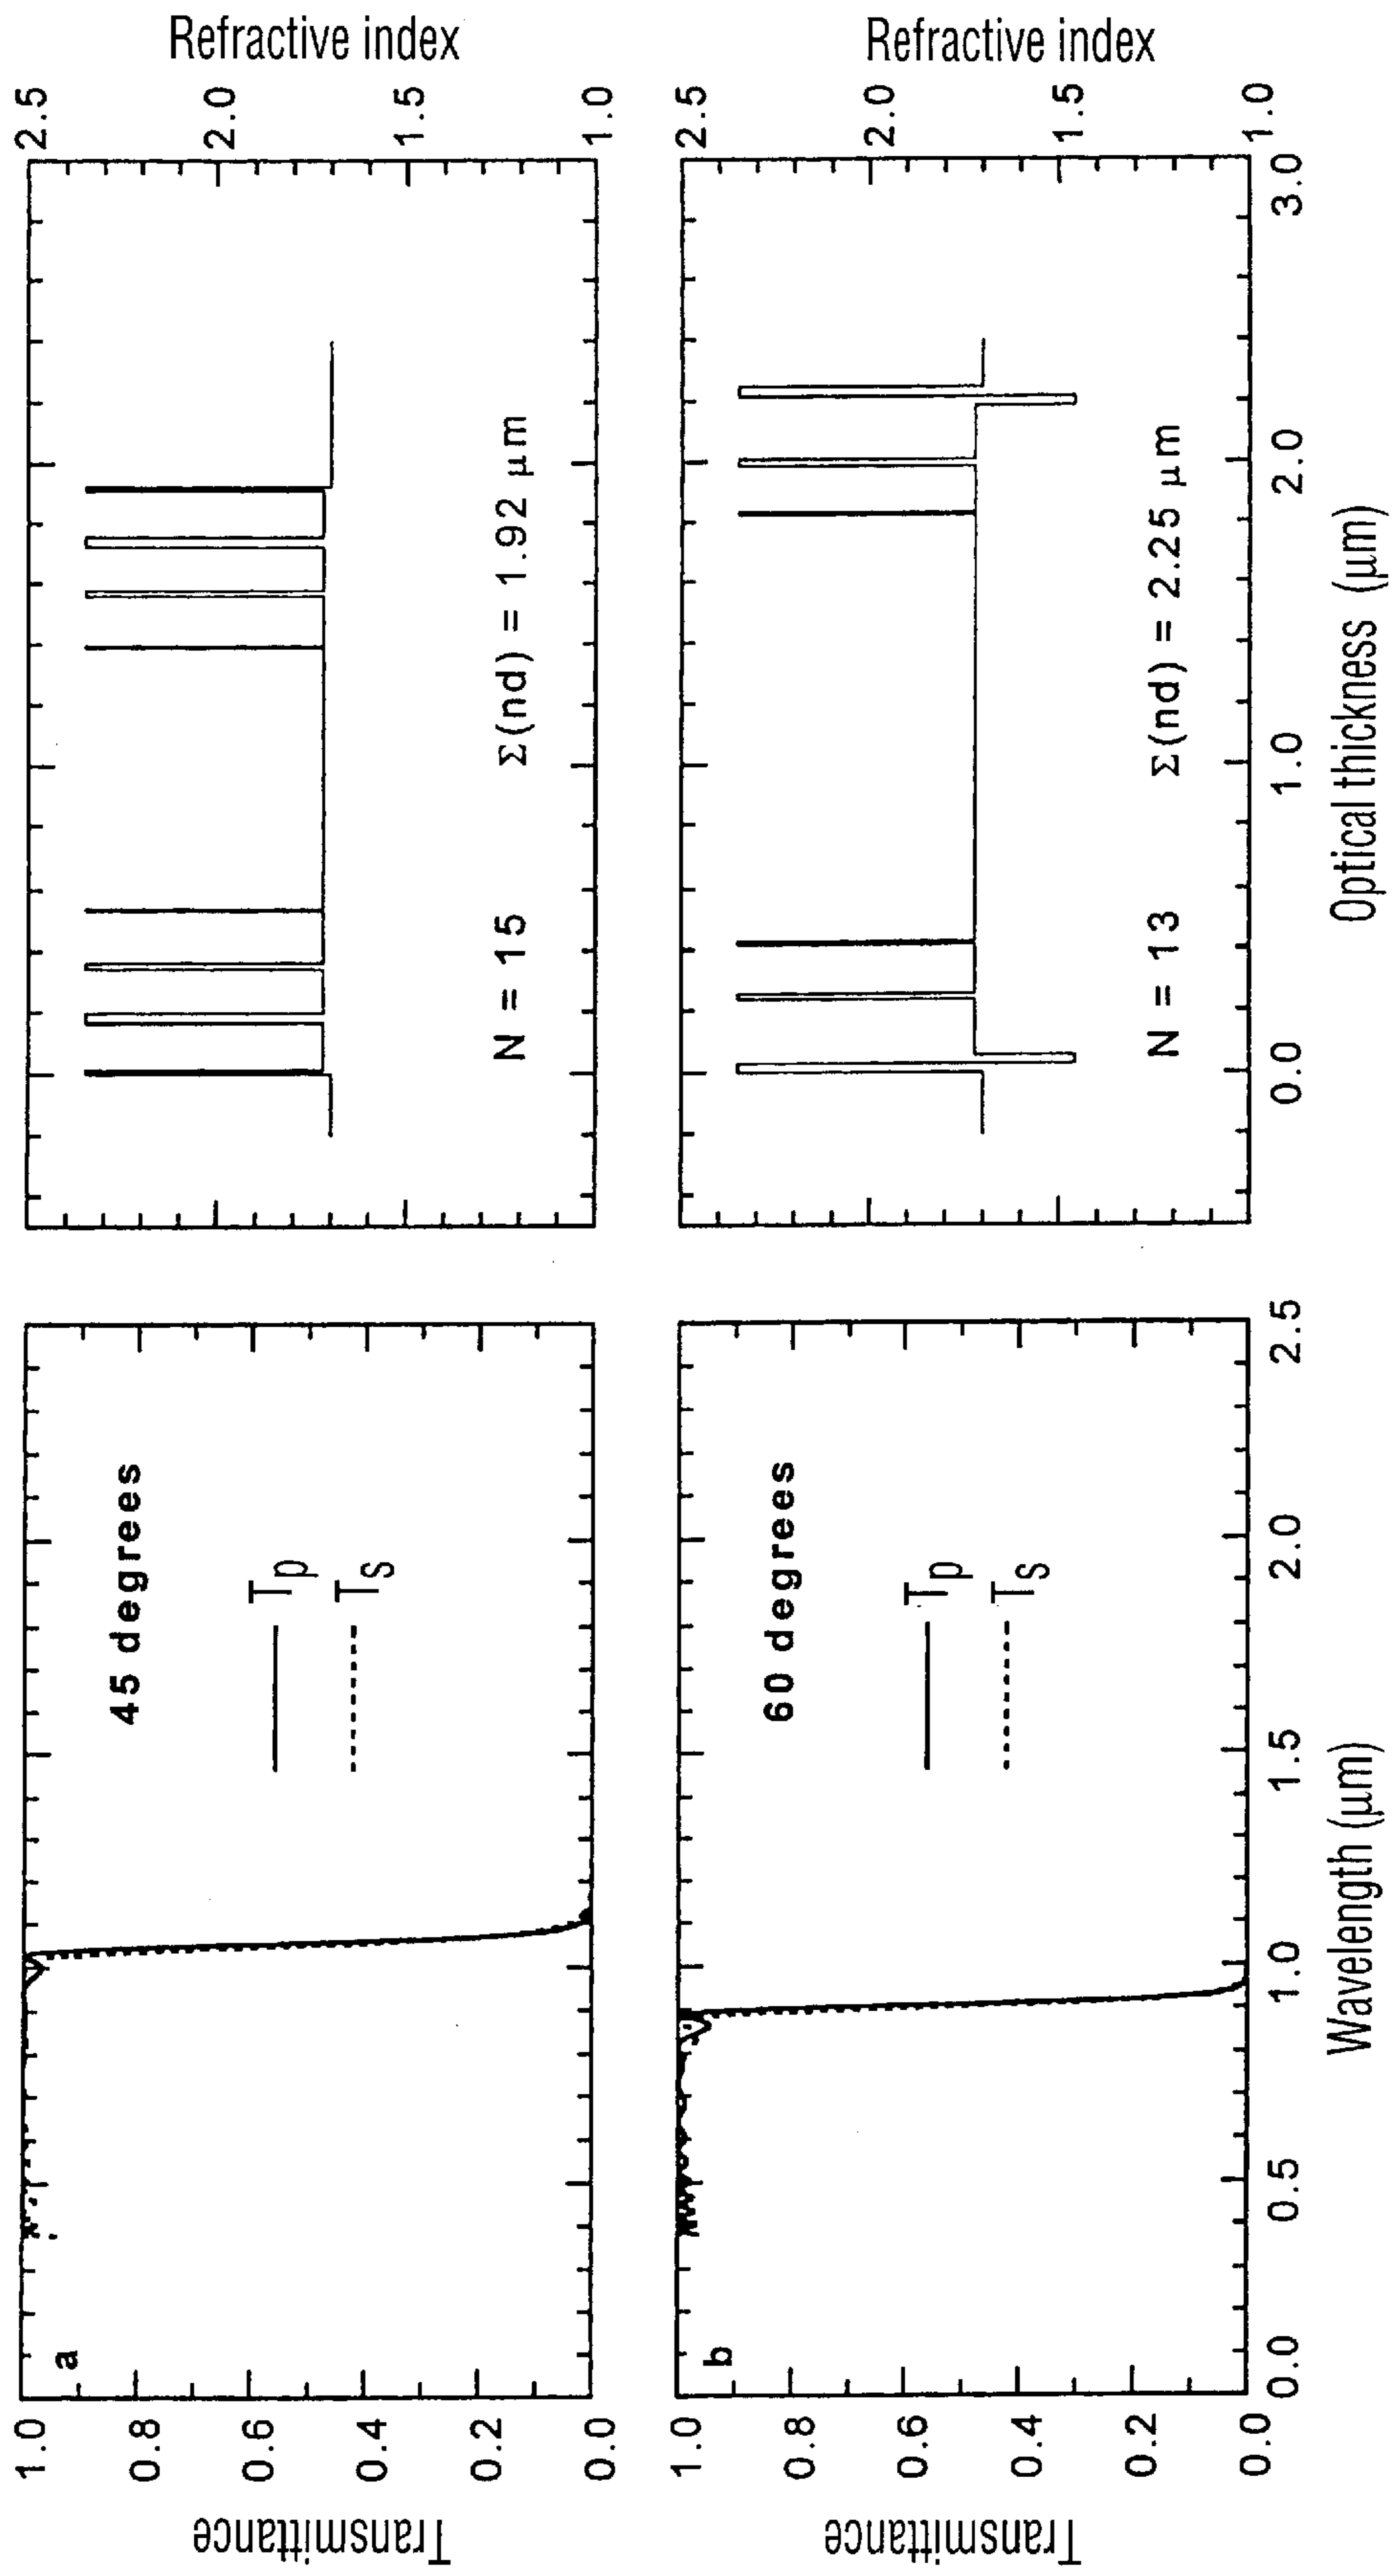 a
45 degrees
Tp
Ts
1.0
0.8
0.6
0.4
0.2
0.0
Transmittance
N = 15 Σ(nd) = 1.92 μm
2.5
2.0
1.5
1.0
Refractive index
b
60 degrees
Tp
Ts
1.0
0.8
0.6
0.4
0.2
0.0
Transmittance
0.0 0.5 1.0 1.5 2.0 2.5
Wavelength (μm)
N = 13 Σ(nd) = 2.25 μm
2.5
2.0
1.5
1.0
Refractive index
0.0 1.0 2.0 3.0
Optical thickness (μm)